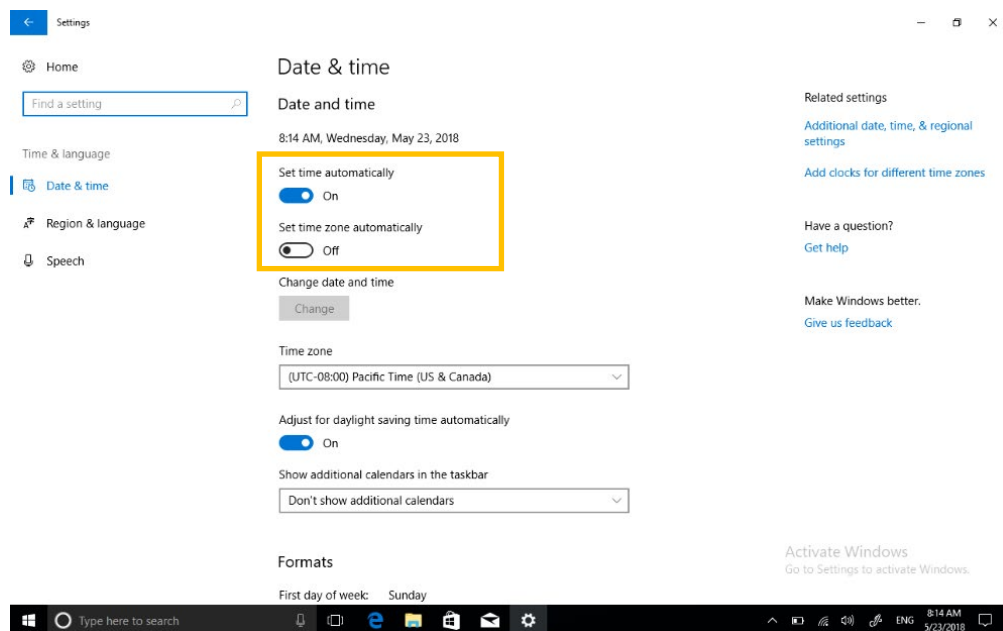 Settings
Home
Find a setting
Time & language
Date & time
Region & language
Speech
Date & time
Date and time
8:14 AM, Wednesday, May 23, 2018
Set time automatically
On
Set time zone automatically
Off
Change date and time
Change
Time zone
(UTC-08:00) Pacific Time (US & Canada)
Adjust for daylight saving time automatically
On
Show additional calendars in the taskbar
Don't show additional calendars
Formats
First day of week: Sunday
Related settings
Additional date, time, & regional
settings
Add clocks for different time zones
Have a question?
Get help
Make Windows better.
Give us feedback
Activate Windows
Go to Settings to activate Windows.
Type here to search
ENG
8:14 AM
5/23/2018